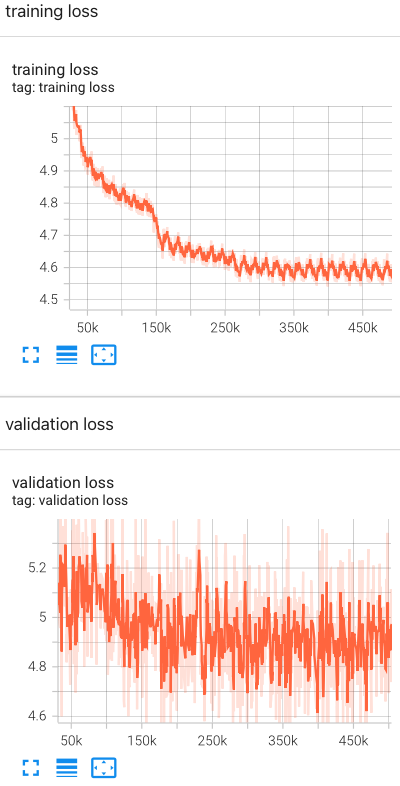 training loss
training loss
tag: training loss
5
4.9
4.8
4.7
4.6
4.5
50k 150k 250k 350k 450k
validation loss
validation loss
tag: validation loss
5.2
5
4.8
4.6
50k 150k 250k 350k 450k